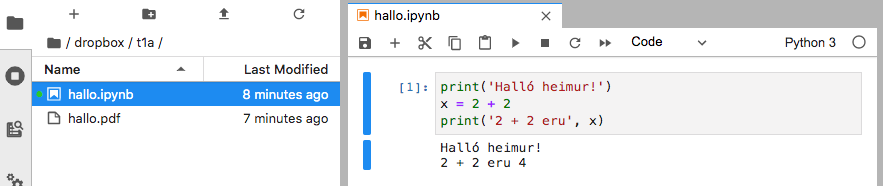 / dropbox / t1a /
Name Last Modified
hallo.ipynb 8 minutes ago
hallo.pdf 7 minutes ago
hallo.ipynb
Code Python 3
[1]: print('Halló heimur!')
x = 2 + 2
print('2 + 2 eru', x)
Halló heimur!
2 + 2 eru 4